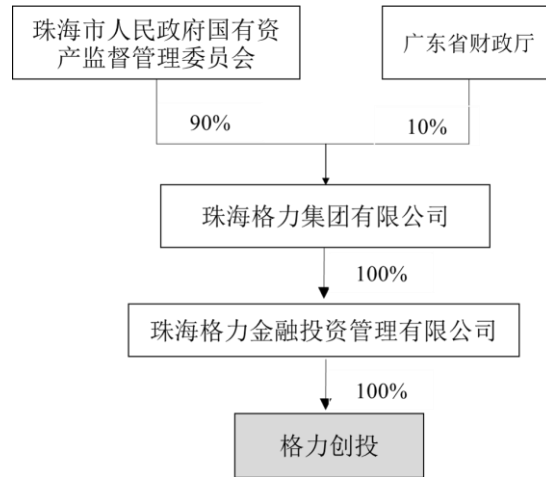 珠海市人民政府国有资
产监督管理委员会
广东省财政厅
90%
10%
珠海格力集团有限公司
100%
珠海格力金融投资管理有限公司
100%
格力创投